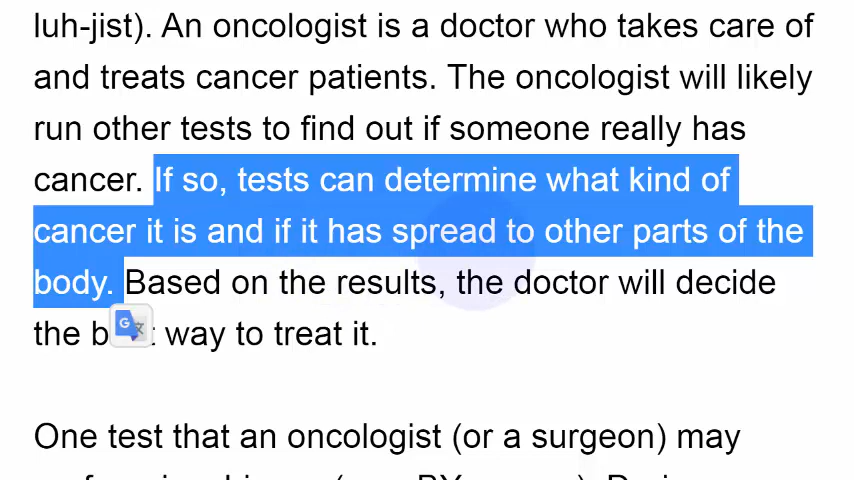 luh-jist). An oncologist is a doctor who takes care of
and treats cancer patients. The oncologist will likely
run other tests to find out if someone really has
cancer. If so, tests can determine what kind of
cancer it is and if it has spread to other parts of the
body. Based on the results, the doctor will decide
the way to treat it.
One test that an oncologist (or a surgeon) may